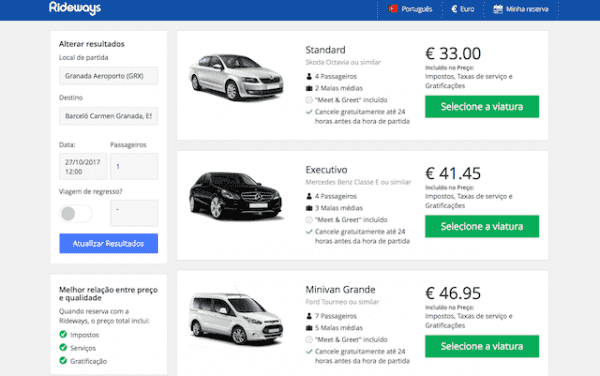 Rideways
Português
€ Euro
Minha reserva
Alterar resultados
Local de partida
Granada Aeroporto (GRX)
Destino
Barceló Carmen Granada, ES
Data:
Passageiros
27/10/2017
12:00
1
Viagem de regresso?
-
Atualizar Resultados
Melhor relação entre preço
e qualidade
Quando reserva com a
Rideways, o preço total inclui:
Impostos
Serviços
Gratificação
Standard
Skoda Octavia ou similar
4 Passageiros
2 Malas médias
"Meet & Greet" incluído
Cancele gratuitamente até 24
horas antes da hora de partida
€ 33.00
Incluído no Preço:
Impostos, Taxas de serviço e
Gratificações
Selecione a viatura
Executivo
Mercedes Benz Classe E ou similar
4 Passageiros
3 Malas médias
"Meet & Greet" incluído
Cancele gratuitamente até 24
horas antes da hora de partida
€ 41.45
Incluído no Preço:
Impostos, Taxas de serviço e
Gratificações
Selecione a viatura
Minivan Grande
Ford Tourneo ou similar
7 Passageiros
5 Malas médias
"Meet & Greet" incluído
Cancele gratuitamente até 24
horas antes da hora de partida
€ 46.95
Incluído no Preço:
Impostos, Taxas de serviço e
Gratificações
Selecione a viatura